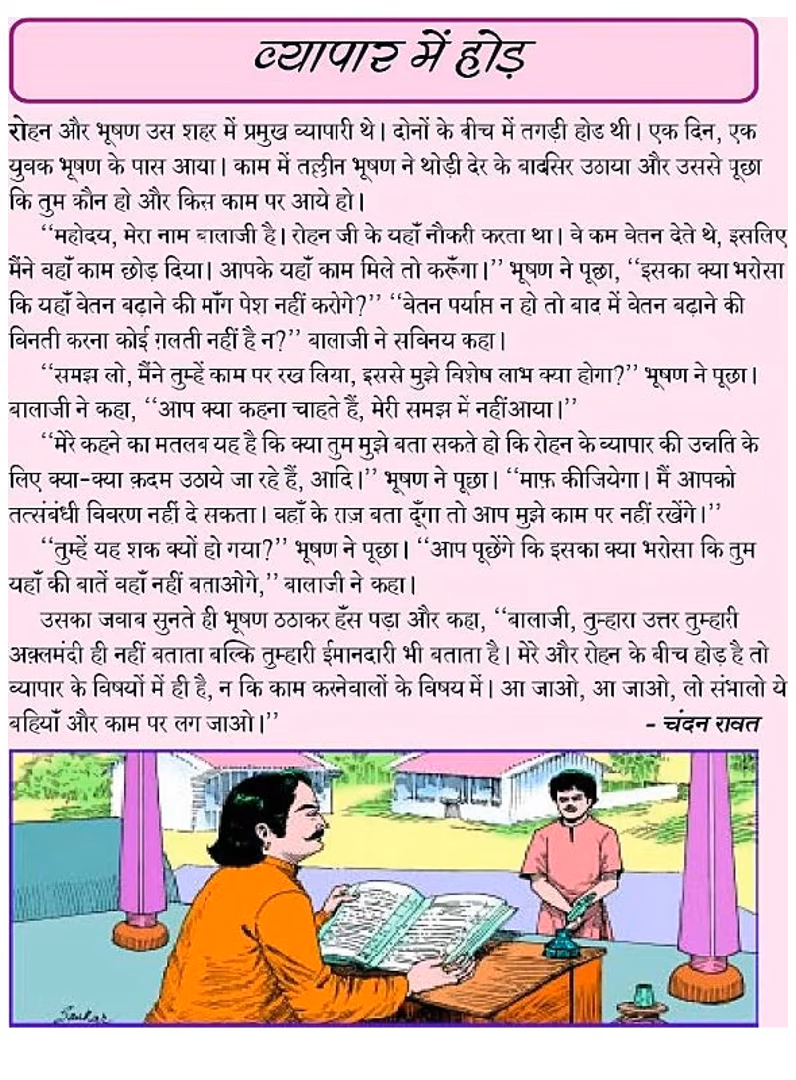 व्यापार में होड़
रोहन और भूषण उस शहर में प्रमुख व्यापारी थे। दोनों के बीच में तगड़ी होड थी। एक दिन, एक
युवक भूषण के पास आया। काम में तल्लीन भूषण ने थोड़ी देर के बादसिर उठाया और उससे पूछा
कि तुम कौन हो और किस काम पर आये हो।
‘‘महोदय, मेरा नाम बालाजी है। रोहन जी के यहाँ नौकरी करता था। वे कम वेतन देते थे, इसलिए
मैंने वहाँ काम छोड़ दिया। आपके यहाँ काम मिले तो करूँगा।’’ भूषण ने पूछा, ‘‘इसका क्या भरोसा
कि यहाँ वेतन बढ़ाने की माँग पेश नहीं करोगे?’’ ‘‘वेतन पर्याप्त न हो तो बाद में वेतन बढ़ाने की
विनती करना कोई ग़लती नहीं है न?’’ बालाजी ने सविनय कहा।
‘‘समझ लो, मैंने तुम्हें काम पर रख लिया, इससे मुझे विशेष लाभ क्या होगा?’’ भूषण ने पूछा।
बालाजी ने कहा, ‘‘आप क्या कहना चाहते हैं, मेरी समझ में नहींआया।’’
‘‘मेरे कहने का मतलब यह है कि क्या तुम मुझे बता सकते हो कि रोहन के व्यापार की उन्नति के
लिए क्या-क्या क़दम उठाये जा रहे हैं, आदि।’’ भूषण ने पूछा। ‘‘माफ़ कीजियेगा। मैं आपको
तत्संबंधी विवरण नहीं दे सकता। वहाँ के राज़ बता दूँगा तो आप मुझे काम पर नहीं रखेंगे।’’
‘‘तुम्हें यह शक क्यों हो गया?’’ भूषण ने पूछा। ‘‘आप पूछेंगे कि इसका क्या भरोसा कि तुम
यहाँ की बातें वहाँ नहीं बताओगे,’’ बालाजी ने कहा।
उसका जवाब सुनते ही भूषण ठठाकर हँस पड़ा और कहा, ‘‘बालाजी, तुम्हारा उत्तर तुम्हारी
अक़्लमंदी ही नहीं बताता बल्कि तुम्हारी ईमानदारी भी बताता है। मेरे और रोहन के बीच होड़ है तो
व्यापार के विषयों में ही है, न कि काम करनेवालों के विषय में। आ जाओ, आ जाओ, लो संभालो ये
बहियाँ और काम पर लग जाओ।’’ - चंदन रावत
Sankar